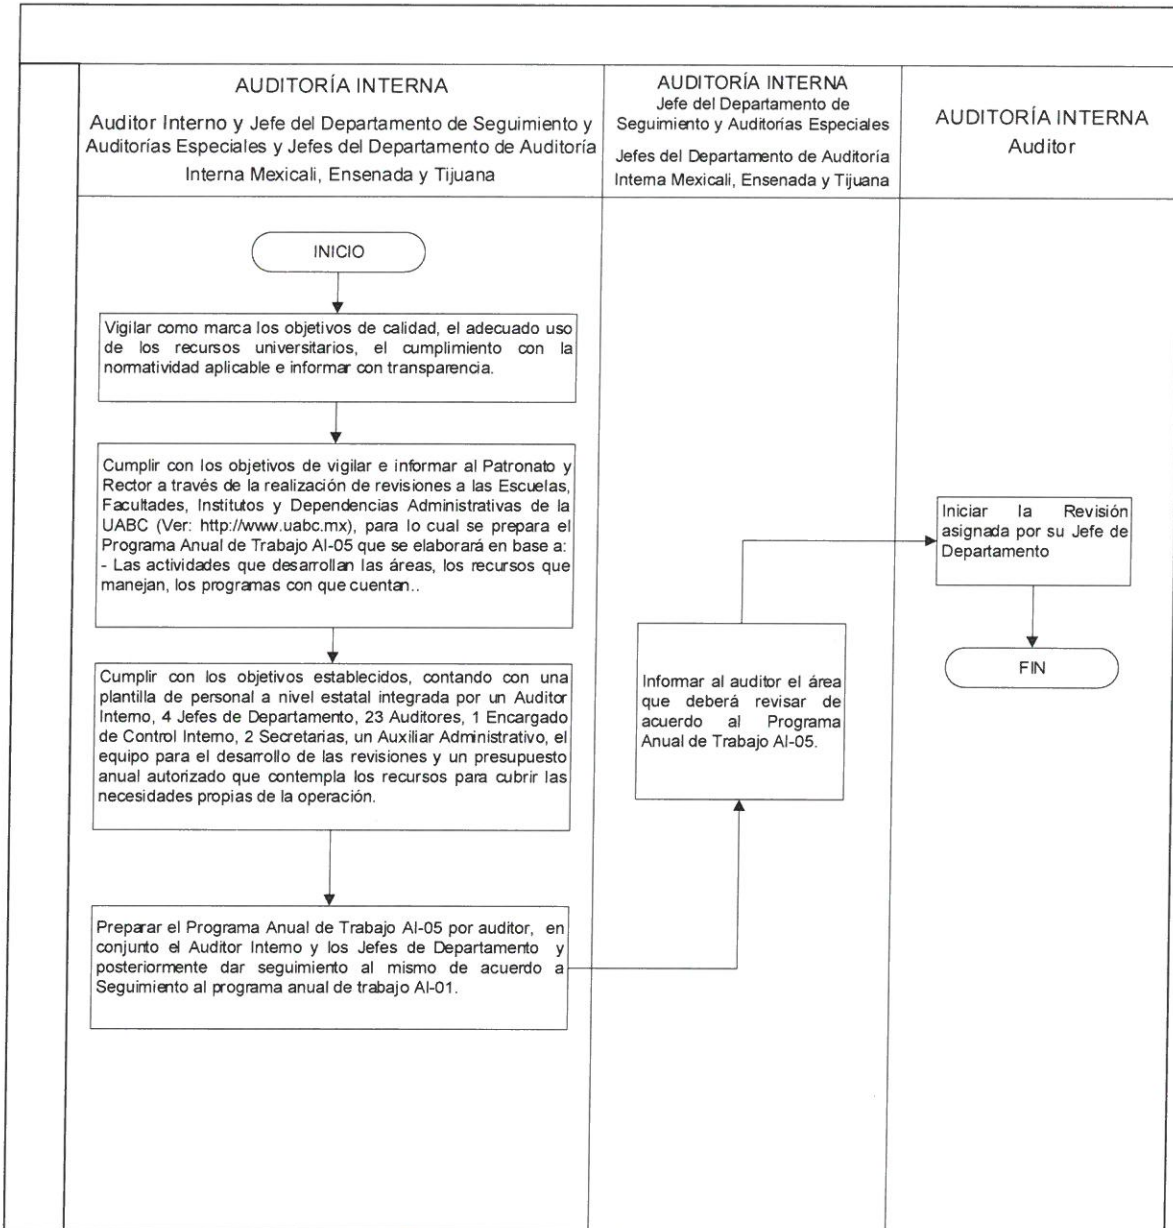 AUDITORÍA INTERNA
Auditor Interno y Jefe del Departamento de Seguimiento y
Auditorías Especiales y Jefes del Departamento de Auditoría
Interna Mexicali, Ensenada y Tijuana
AUDITORÍA INTERNA
Jefe del Departamento de
Seguimiento y Auditorías Especiales
Jefes del Departamento de Auditoría
Interna Mexicali, Ensenada y Tijuana
AUDITORÍA INTERNA
Auditor
INICIO
Vigilar como marca los objetivos de calidad, el adecuado uso
de los recursos universitarios, el cumplimiento con la
normatividad aplicable e informar con transparencia.
Cumplir con los objetivos de vigilar e informar al Patronato y
Rector a través de la realización de revisiones a las Escuelas,
Facultades, Institutos y Dependencias Administrativas de la
UABC (Ver: http://www.uabc.mx), para lo cual se prepara el
Programa Anual de Trabajo AI-05 que se elaborará en base a:
- Las actividades que desarrollan las áreas, los recursos que
manejan, los programas con que cuentan..
Cumplir con los objetivos establecidos, contando con una
plantilla de personal a nivel estatal integrada por un Auditor
Interno, 4 Jefes de Departamento, 23 Auditores, 1 Encargado
de Control Interno, 2 Secretarias, un Auxiliar Administrativo, el
equipo para el desarrollo de las revisiones y un presupuesto
anual autorizado que contempla los recursos para cubrir las
necesidades propias de la operación.
Preparar el Programa Anual de Trabajo AI-05 por auditor, en
conjunto el Auditor Interno y los Jefes de Departamento y
posteriormente dar seguimiento al mismo de acuerdo a
Seguimiento al programa anual de trabajo AI-01.
Informar al auditor el área
que deberá revisar de
acuerdo al Programa
Anual de Trabajo AI-05.
Iniciar la Revisión
asignada por su Jefe de
Departamento
FIN